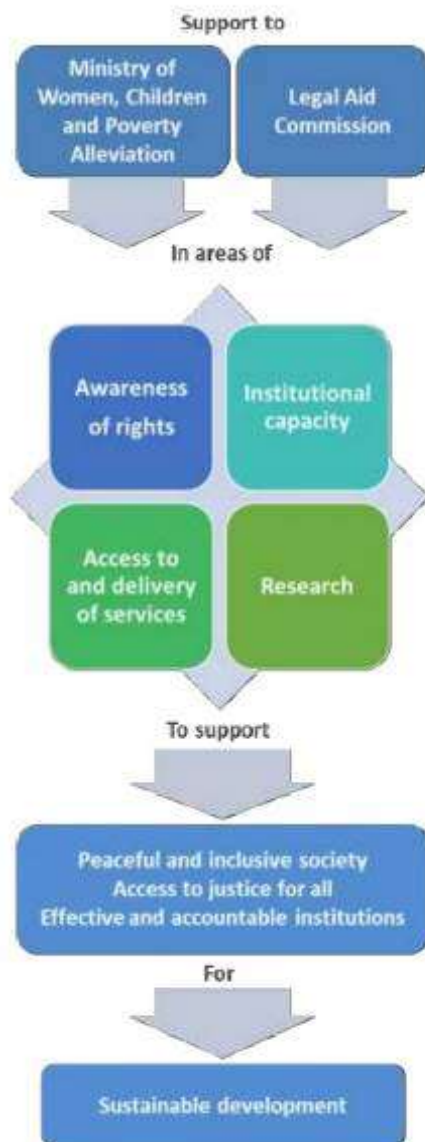 Support to
Ministry of
Women, Children
and Poverty
Alleviation
Legal Aid
Commission
In areas of
Awareness
of rights
Institutional
capacity
Access to
and delivery
of services
Research
To support
Peaceful and inclusive society
Access to justice for all
Effective and accountable institutions
For
Sustainable development